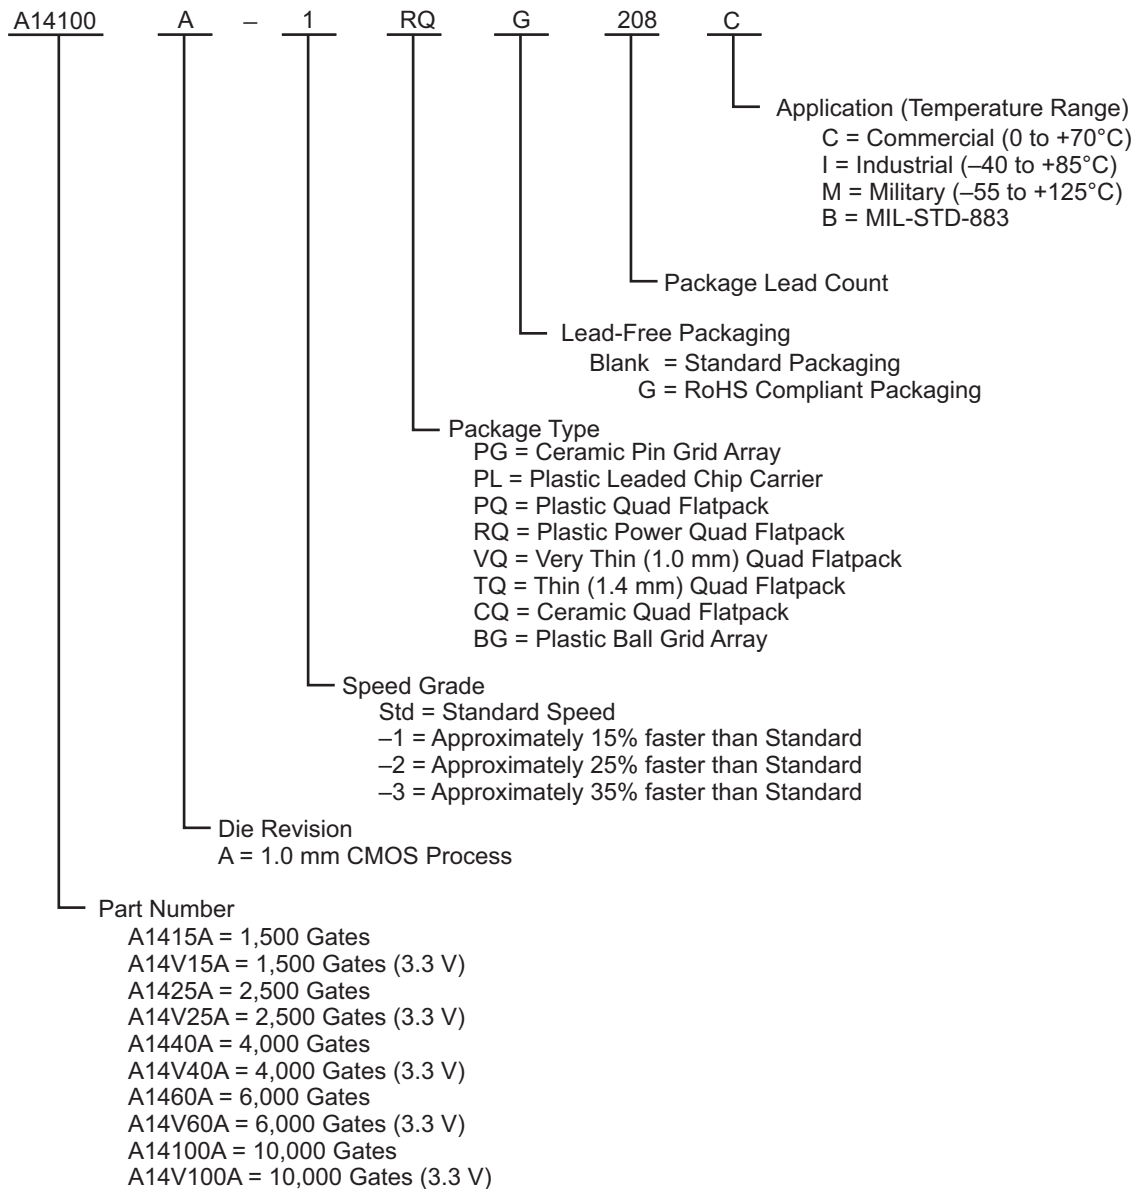 A14100 A – 1 RQ G 208 C
Application (Temperature Range)
C = Commercial (0 to +70°C)
I = Industrial (–40 to +85°C)
M = Military (–55 to +125°C)
B = MIL-STD-883
Package Lead Count
Lead-Free Packaging
Blank = Standard Packaging
G = RoHS Compliant Packaging
Package Type
PG = Ceramic Pin Grid Array
PL = Plastic Leaded Chip Carrier
PQ = Plastic Quad Flatpack
RQ = Plastic Power Quad Flatpack
VQ = Very Thin (1.0 mm) Quad Flatpack
TQ = Thin (1.4 mm) Quad Flatpack
CQ = Ceramic Quad Flatpack
BG = Plastic Ball Grid Array
Speed Grade
Std = Standard Speed
–1 = Approximately 15% faster than Standard
–2 = Approximately 25% faster than Standard
–3 = Approximately 35% faster than Standard
Die Revision
A = 1.0 mm CMOS Process
Part Number
A1415A = 1,500 Gates
A14V15A = 1,500 Gates (3.3 V)
A1425A = 2,500 Gates
A14V25A = 2,500 Gates (3.3 V)
A1440A = 4,000 Gates
A14V40A = 4,000 Gates (3.3 V)
A1460A = 6,000 Gates
A14V60A = 6,000 Gates (3.3 V)
A14100A = 10,000 Gates
A14V100A = 10,000 Gates (3.3 V)